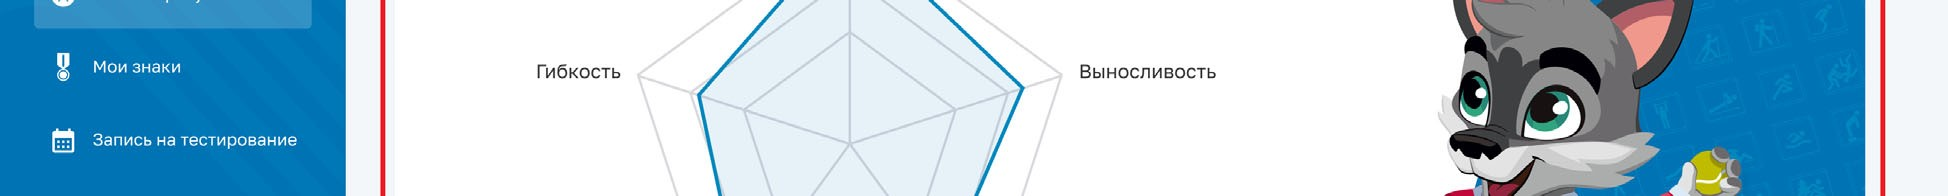 Мои знаки
Запись на тестирование
Гибкость
Выносливость